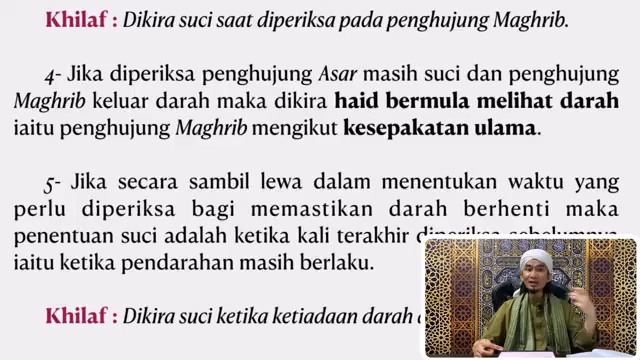 Khilaf : Dikira suci saat diperiksa pada penghujung Maghrib.
4- Jika diperiksa penghujung Asar masih suci dan penghujung
Maghrib keluar darah maka dikira haid bermula melihat darah
iaitu penghujung Maghrib mengikut kesepakatan ulama.
5- Jika secara sambil lewa dalam menentukan waktu yang
perlu diperiksa bagi memastikan darah berhenti maka
penentuan suci adalah ketika kali terakhir diperiksa sebelumnya
iaitu ketika pendarahan masih berlaku.
Khilaf : Dikira suci ketika ketiadaan darah